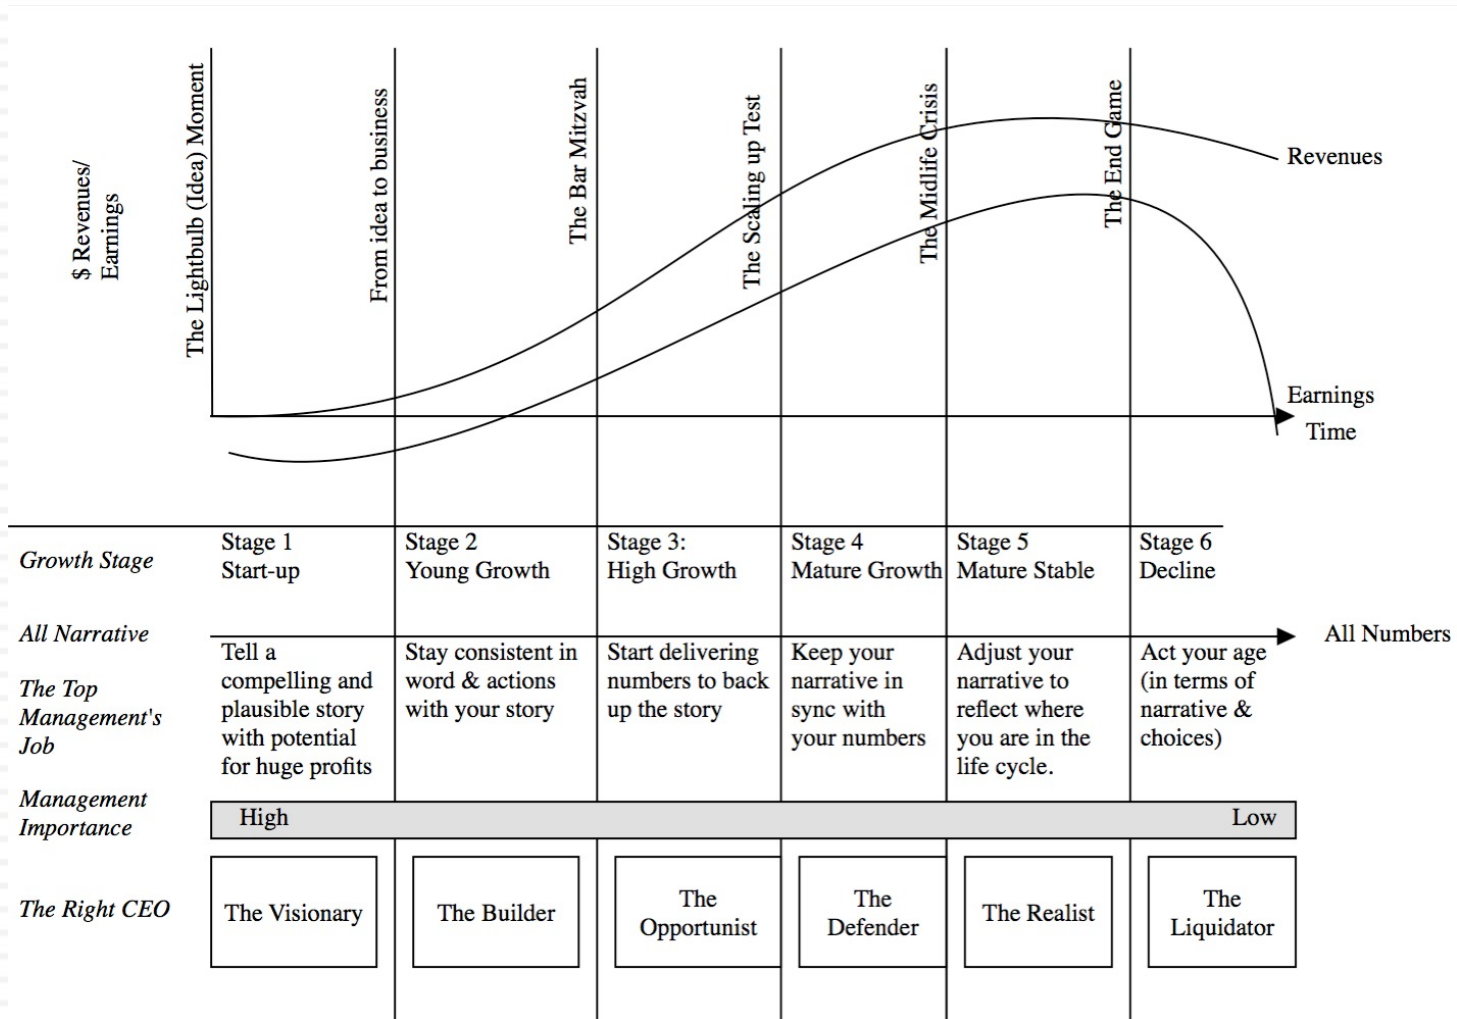 $ Revenues/
Earnings
The Lightbulb (Idea) Moment
From idea to business
The Bar Mitzvah
The Scaling up Test
The Midlife Crisis
The End Game
Revenues
Earnings
Time
Growth Stage
Stage 1
Start-up
Stage 2
Young Growth
Stage 3:
High Growth
Stage 4
Mature Growth
Stage 5
Mature Stable
Stage 6
Decline
All Narrative
All Numbers
The Top
Management's
Job
Tell a
compelling and
plausible story
with potential
for huge profits
Stay consistent in
word & actions
with your story
Start delivering
numbers to back
up the story
Keep your
narrative in
sync with
your numbers
Adjust your
narrative to
reflect where
you are in the
life cycle.
Act your age
(in terms of
narrative &
choices)
Management
Importance
High
Low
The Right CEO
The Visionary
The Builder
The
Opportunist
The
Defender
The Realist
The
Liquidator